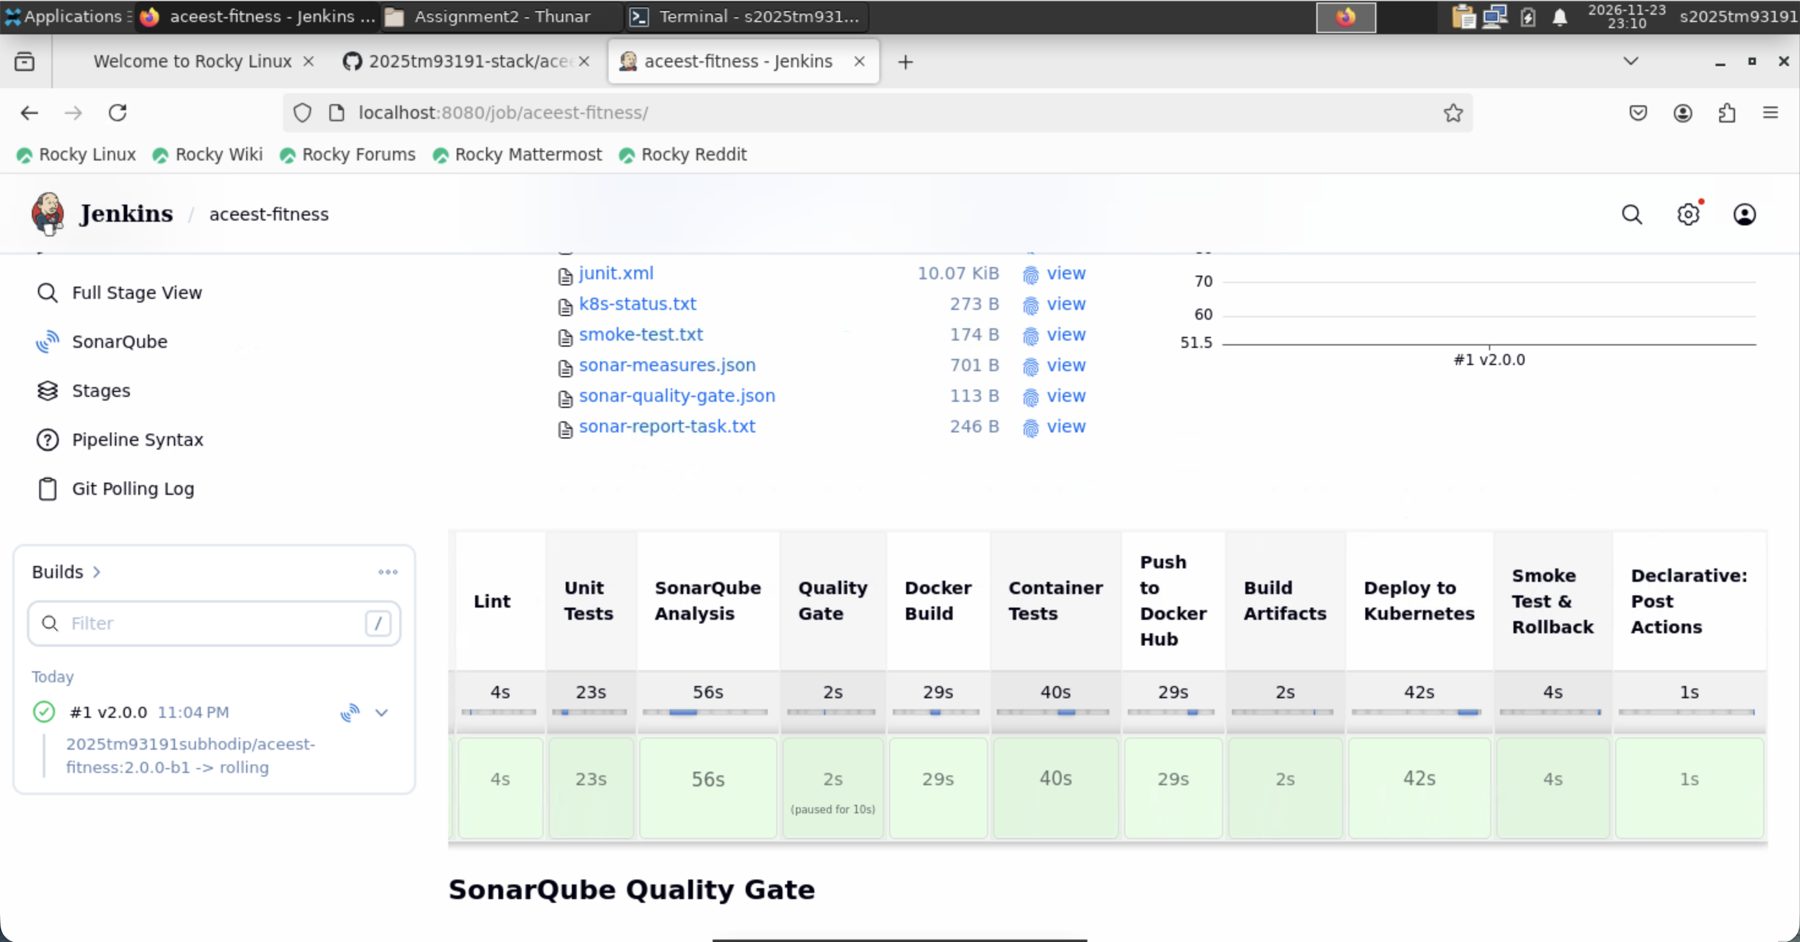 Applications
aceest-fitness - Jenkins ...
Assignment2 - Thunar
Terminal - s2025tm931...
2026-11-23
23:10
s2025tm93191
Welcome to Rocky Linux
2025tm93191-stack/acee
aceest-fitness - Jenkins
localhost:8080/job/aceest-fitness/
Rocky Linux
Rocky Wiki
Rocky Forums
Rocky Mattermost
Rocky Reddit
Jenkins / aceest-fitness
Full Stage View
SonarQube
Stages
Pipeline Syntax
Git Polling Log
junit.xml 10.07 KiB view
k8s-status.txt 273 B view
smoke-test.txt 174 B view
sonar-measures.json 701 B view
sonar-quality-gate.json 113 B view
sonar-report-task.txt 246 B view
70
60
51.5
#1 v2.0.0
Builds
Filter /
Today
#1 v2.0.0 11:04 PM
2025tm93191subhodip/aceest-
fitness:2.0.0-b1 -> rolling
Lint
Unit
Tests
SonarQube
Analysis
Quality
Gate
Docker
Build
Container
Tests
Push
to
Docker
Hub
Build
Artifacts
Deploy to
Kubernetes
Smoke
Test &
Rollback
Declarative:
Post
Actions
4s 23s 56s 2s 29s 40s 29s 2s 42s 4s 1s
4s 23s 56s 2s 29s 40s 29s 2s 42s 4s 1s
(paused for 10s)
SonarQube Quality Gate